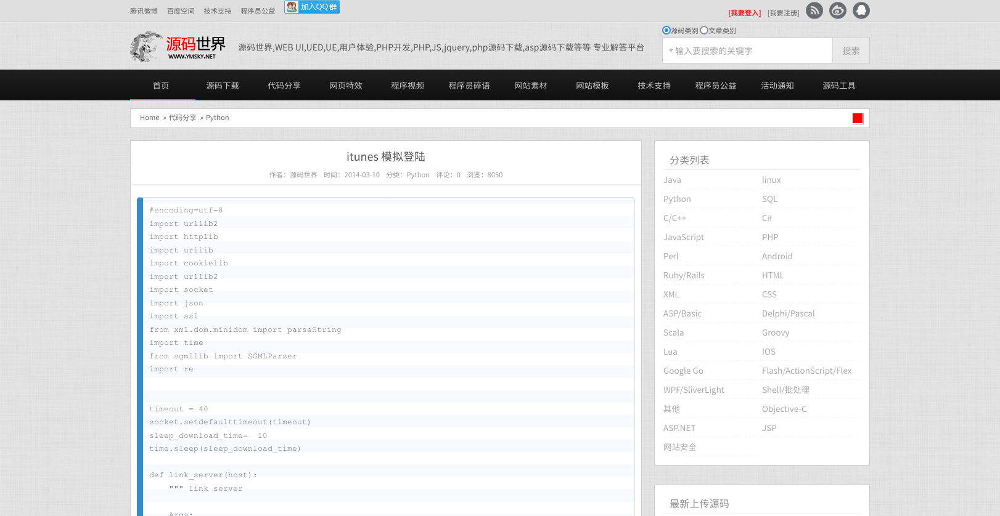 腾讯微博 百度空间 技术支持 程序员公益 加入QQ群
[我要登入] [我要注册]
源码世界
WWW.YMSKY.NET
源码世界,WEB UI,UED,UE,用户体验,PHP开发,PHP,JS,jquery,php源码下载,asp源码下载等等 专业解答平台
源码类别 文章类别
* 输入要搜索的关键字 搜索
首页 源码下载 代码分享 网页特效 程序视频 程序员碎语 网站素材 网站模板 技术支持 程序员公益 活动通知 源码工具
Home » 代码分享 » Python
itunes 模拟登陆
作者：源码世界 时间：2014-03-10 分类：Python 评论：0 浏览：8050
#encoding=utf-8
import urllib2
import httplib
import urllib
import cookielib
import urllib2
import socket
import json
import ssl
from xml.dom.minidom import parseString
import time
from sgmllib import SGMLParser
import re
timeout = 40
socket.setdefaulttimeout(timeout)
sleep_download_time=  10
time.sleep(sleep_download_time)
def link_server(host):
    """ link server
    Args:
分类列表
Java linux
Python SQL
C/C++ C#
JavaScript PHP
Perl Android
Ruby/Rails HTML
XML CSS
ASP/Basic Delphi/Pascal
Scala Groovy
Lua IOS
Google Go Flash/ActionScript/Flex
WPF/SliverLight Shell/批处理
其他 Objective-C
ASP.NET JSP
网站安全
最新上传源码